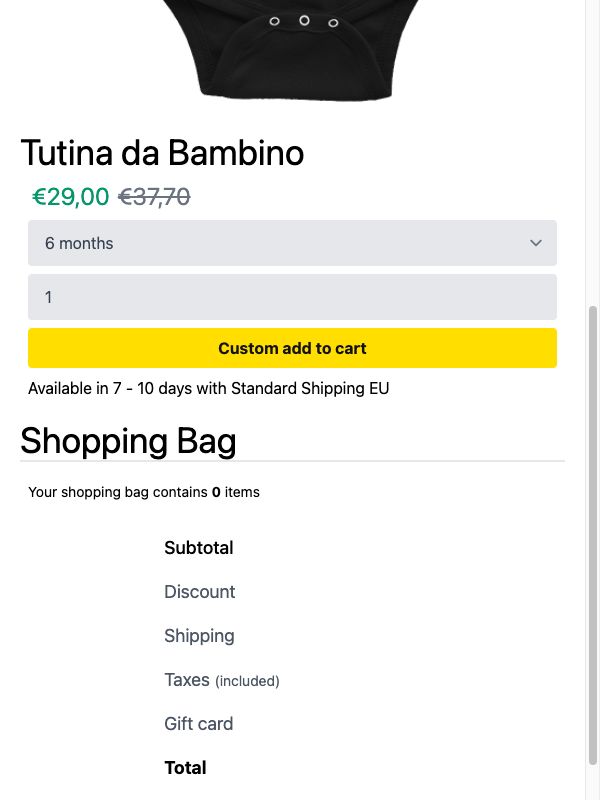 Tutina da Bambino
€29,00 €37,70
6 months
1
Custom add to cart
Available in 7 - 10 days with Standard Shipping EU
Shopping Bag
Your shopping bag contains 0 items
Subtotal
Discount
Shipping
Taxes (included)
Gift card
Total